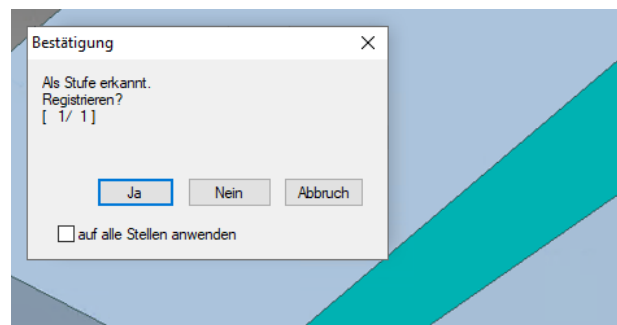 Bestätigung
Als Stufe erkannt.
Registrieren?
[ 1/ 1]
Ja Nein Abbruch
auf alle Stellen anwenden